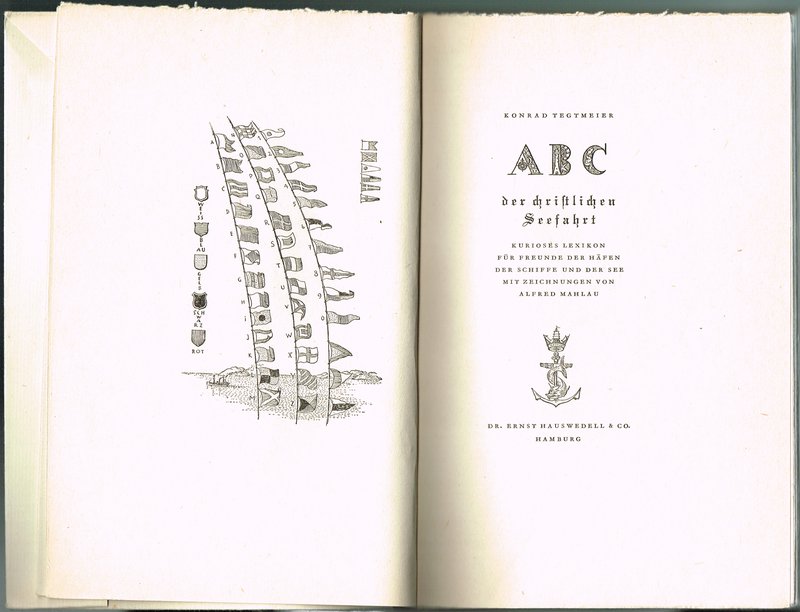 WEISS
BLAU
GELB
SCHWARZ
ROT
A
B
C
D
E
F
G
H
I
J
K
O
P
Q
R
S
T
U
V
W
X
KONRAD TEGTMEIER
ABC
der christlichen
Seefahrt
KURIOSES LEXIKON
FÜR FREUNDE DER HÄFEN
DER SCHIFFE UND DER SEE
MIT ZEICHNUNGEN VON
ALFRED MAHLAU
DR. ERNST HAUSWEDELL & CO.
HAMBURG